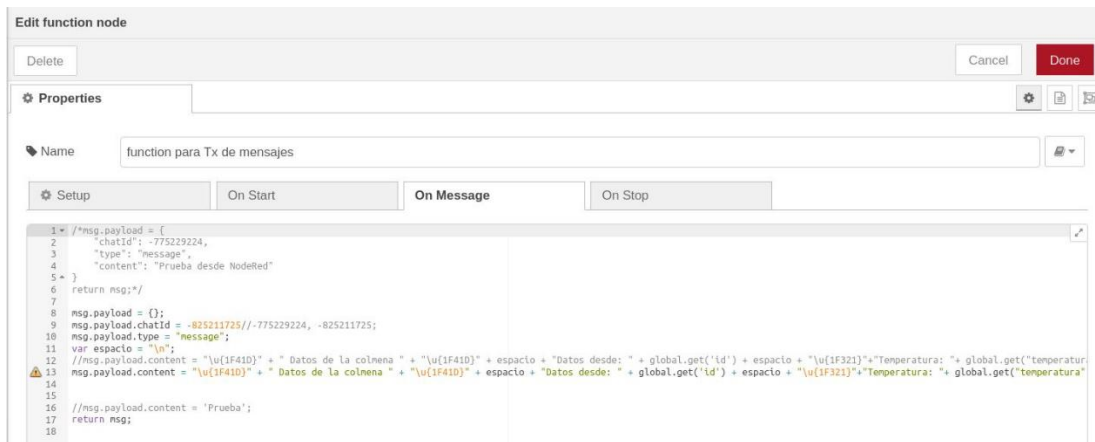 Edit function node
Delete
Cancel
Done
Properties
Name
function para Tx de mensajes
Setup
On Start
On Message
On Stop
1 /*msg.payload = {
2 "chatId": -775229224,
3 "type": "message",
4 "content": "Prueba desde NodeRed"
5 }
6 return msg;*/
7
8 msg.payload = {};
9 msg.payload.chatId = -825211725//-775229224, -825211725;
10 msg.payload.type = "message";
11 var espacio = "\n";
12 //msg.payload.content = "\u{1F41D}" + " Datos de la colmena " + "\u{1F41D}" + espacio + "Datos desde: " + global.get('id') + espacio + "\u{1F321}"+"Temperatura: "+ global.get("temperatur
13 msg.payload.content = "\u{1F41D}" + " Datos de la colmena " + "\u{1F41D}" + espacio + "Datos desde: " + global.get('id') + espacio + "\u{1F321}"+"Temperatura: "+ global.get("temperatura"
14
15
16 //msg.payload.content = 'Prueba';
17 return msg;
18